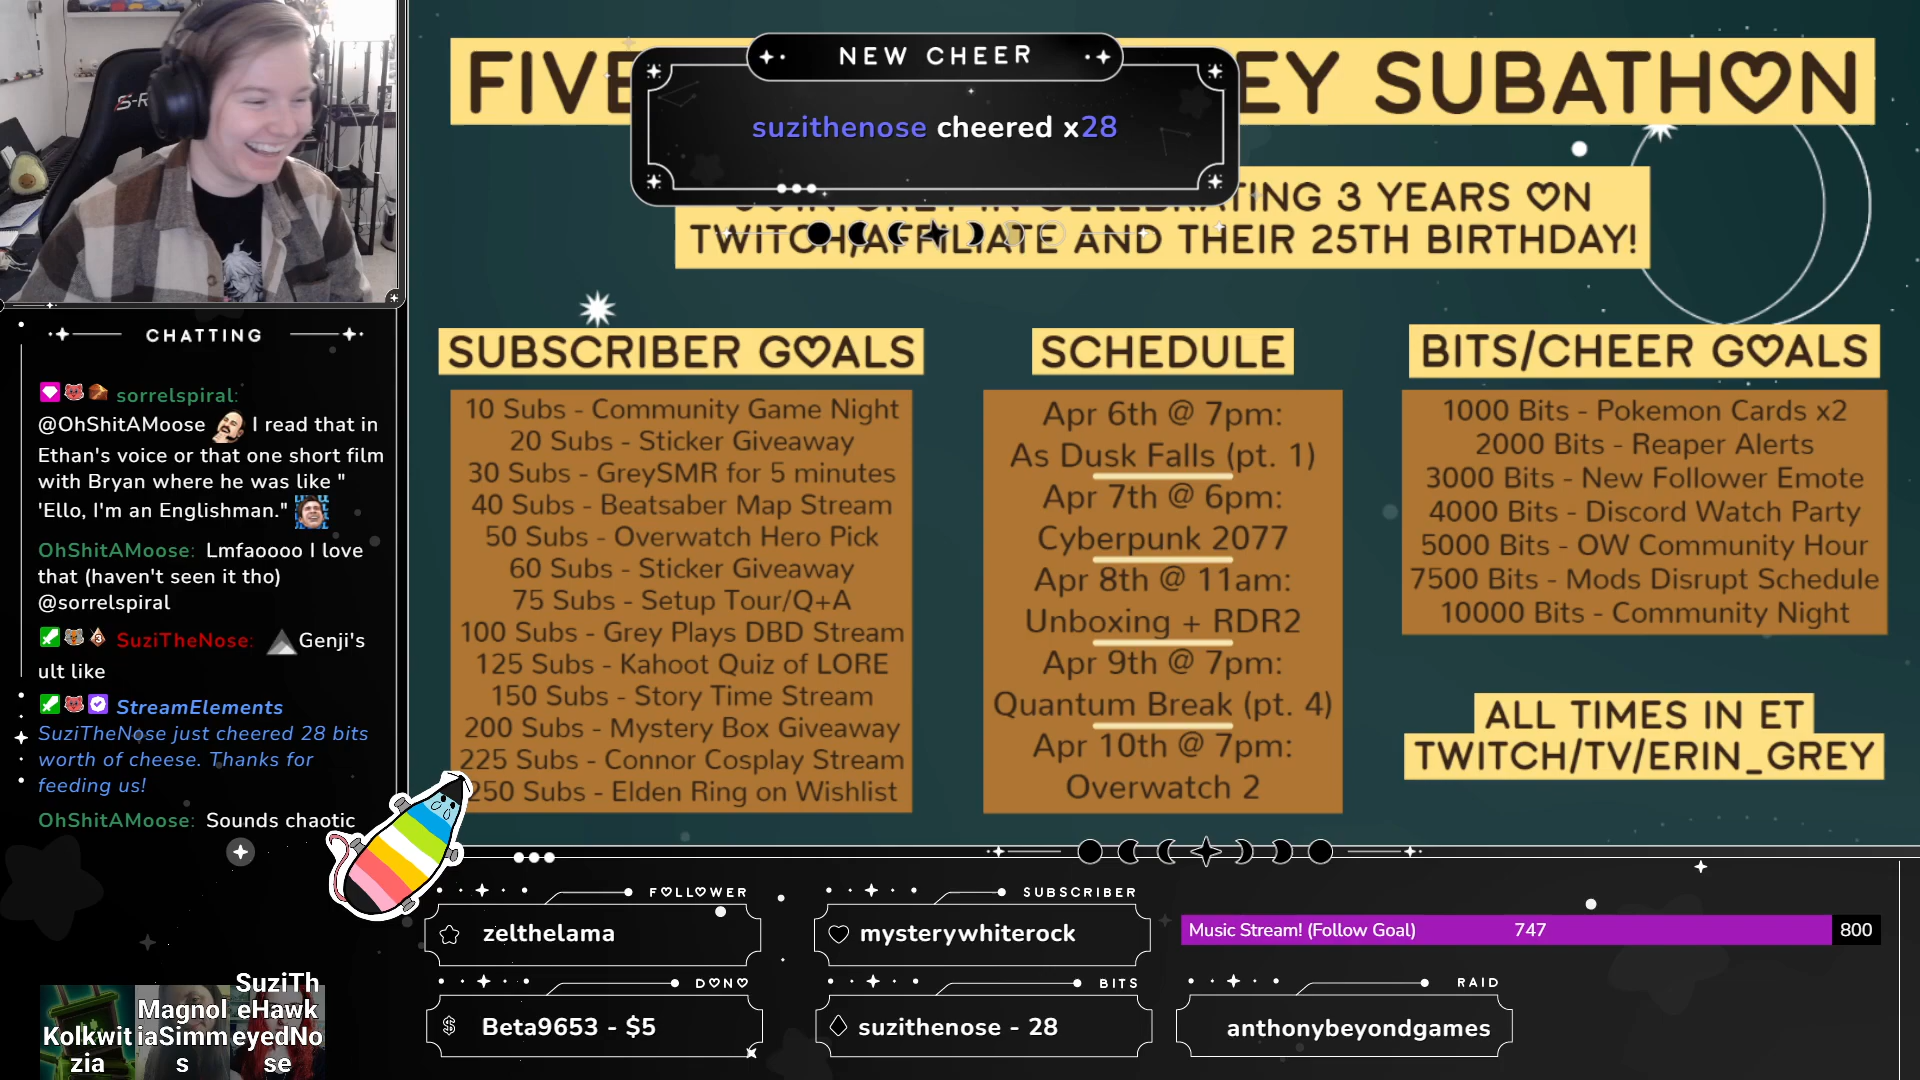 NEW CHEER
suzithenose cheered x28
FIVE
EY SUBATHON
ATING 3 YEARS ON
TWITCH/AFFILIATE AND THEIR 25TH BIRTHDAY!
SUBSCRIBER GOALS
10 Subs - Community Game Night
20 Subs - Sticker Giveaway
30 Subs - GreySMR for 5 minutes
40 Subs - Beatsaber Map Stream
50 Subs - Overwatch Hero Pick
60 Subs - Sticker Giveaway
75 Subs - Setup Tour/Q+A
100 Subs - Grey Plays DBD Stream
125 Subs - Kahoot Quiz of LORE
150 Subs - Story Time Stream
200 Subs - Mystery Box Giveaway
225 Subs - Connor Cosplay Stream
250 Subs - Elden Ring on Wishlist
SCHEDULE
Apr 6th @ 7pm:
As Dusk Falls (pt. 1)
Apr 7th @ 6pm:
Cyberpunk 2077
Apr 8th @ 11am:
Unboxing + RDR2
Apr 9th @ 7pm:
Quantum Break (pt. 4)
Apr 10th @ 7pm:
Overwatch 2
BITS/CHEER GOALS
1000 Bits - Pokemon Cards x2
2000 Bits - Reaper Alerts
3000 Bits - New Follower Emote
4000 Bits - Discord Watch Party
5000 Bits - OW Community Hour
7500 Bits - Mods Disrupt Schedule
10000 Bits - Community Night
ALL TIMES IN ET
TWITCH/TV/ERIN_GREY
CHATTING
sorrelspiral:
@OhShitAMoose I read that in
Ethan's voice or that one short film
with Bryan where he was like "
'Ello, I'm an Englishman."
OhShitAMoose: Lmfaoooo I love
that (haven't seen it tho)
@sorrelspiral
SuziTheNose: Genji's
ult like
StreamElements
SuziTheNose just cheered 28 bits
worth of cheese. Thanks for
feeding us!
OhShitAMoose: Sounds chaotic
FOLLOWER
zelthelama
SUBSCRIBER
mysterywhiterock
Music Stream! (Follow Goal) 747 800
DONO
Beta9653 - $5
BITS
suzithenose - 28
RAID
anthonybeyondgames
Kolkwit
zia
Magnol
iaSimm
s
SuziTh
eHawk
eyedNo
se